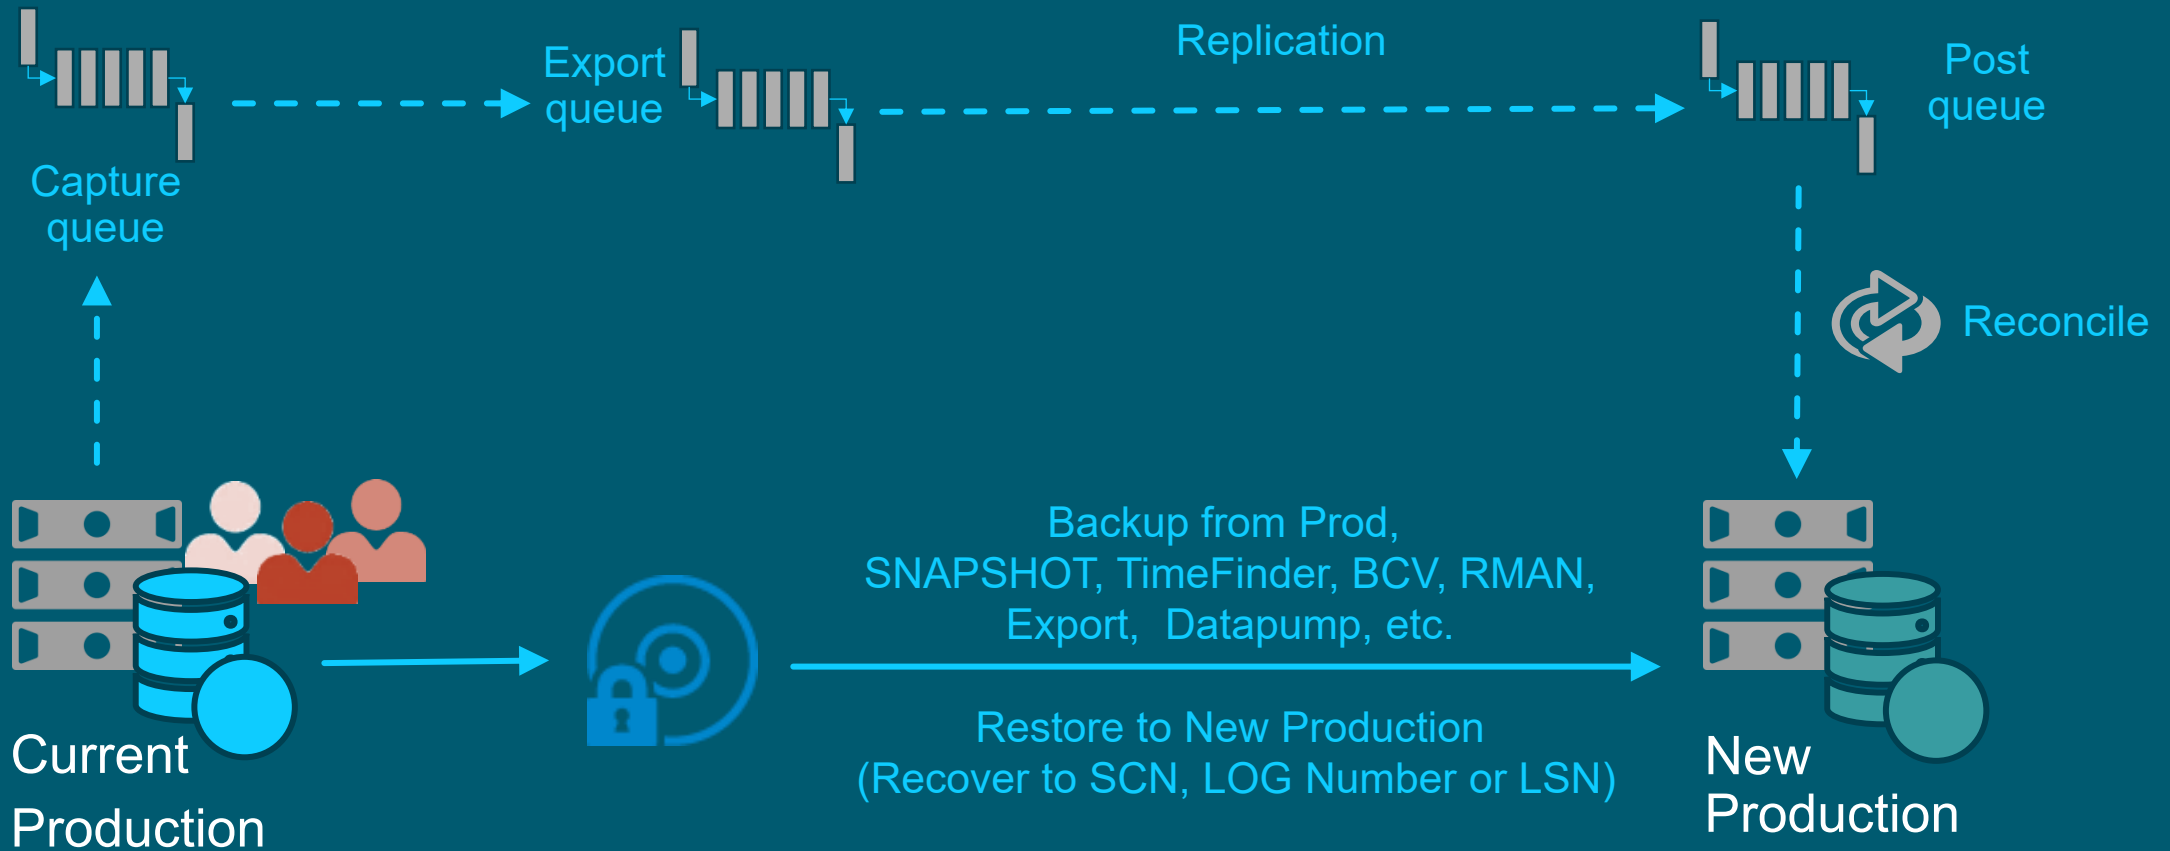 Export
queue
Replication
Post
queue
Capture
queue
Reconcile
Backup from Prod,
SNAPSHOT, TimeFinder, BCV, RMAN,
Export, Datapump, etc.
Restore to New Production
(Recover to SCN, LOG Number or LSN)
Current
Production
New
Production